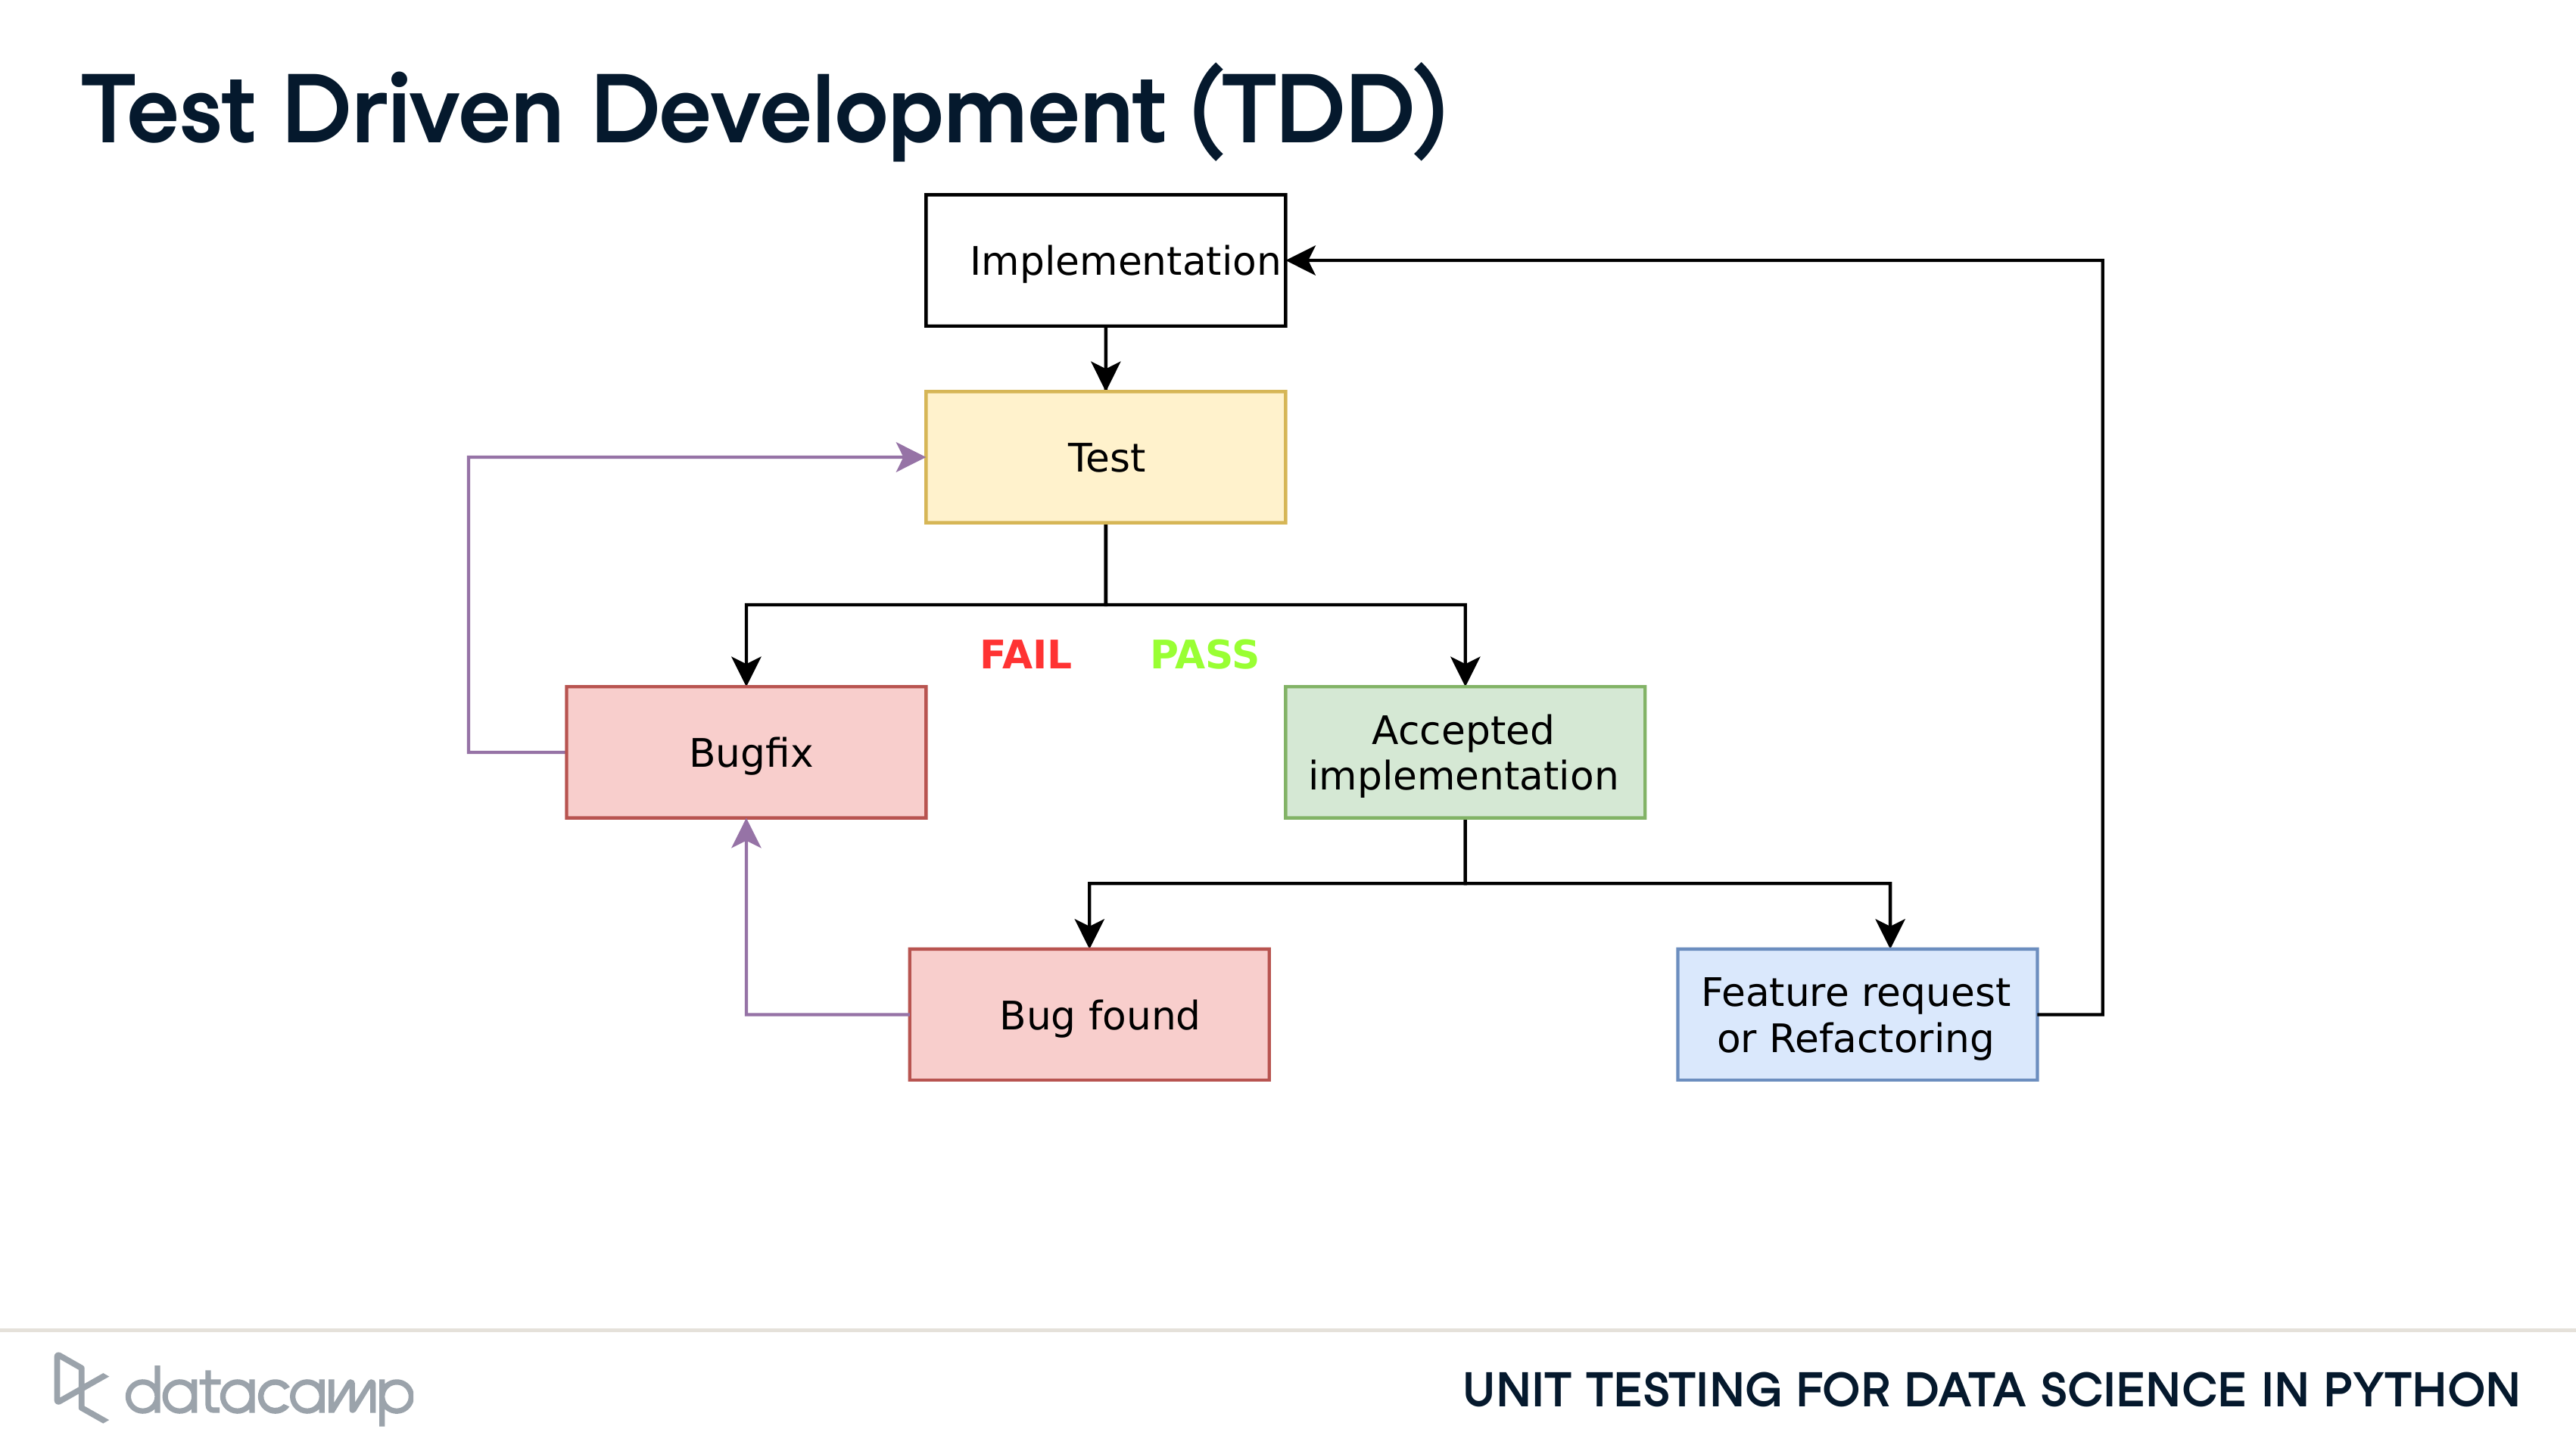 Test Driven Development (TDD)
Implementation
Test
FAIL
PASS
Bugfix
Accepted
implementation
Bug found
Feature request
or Refactoring
datacamp
UNIT TESTING FOR DATA SCIENCE IN PYTHON